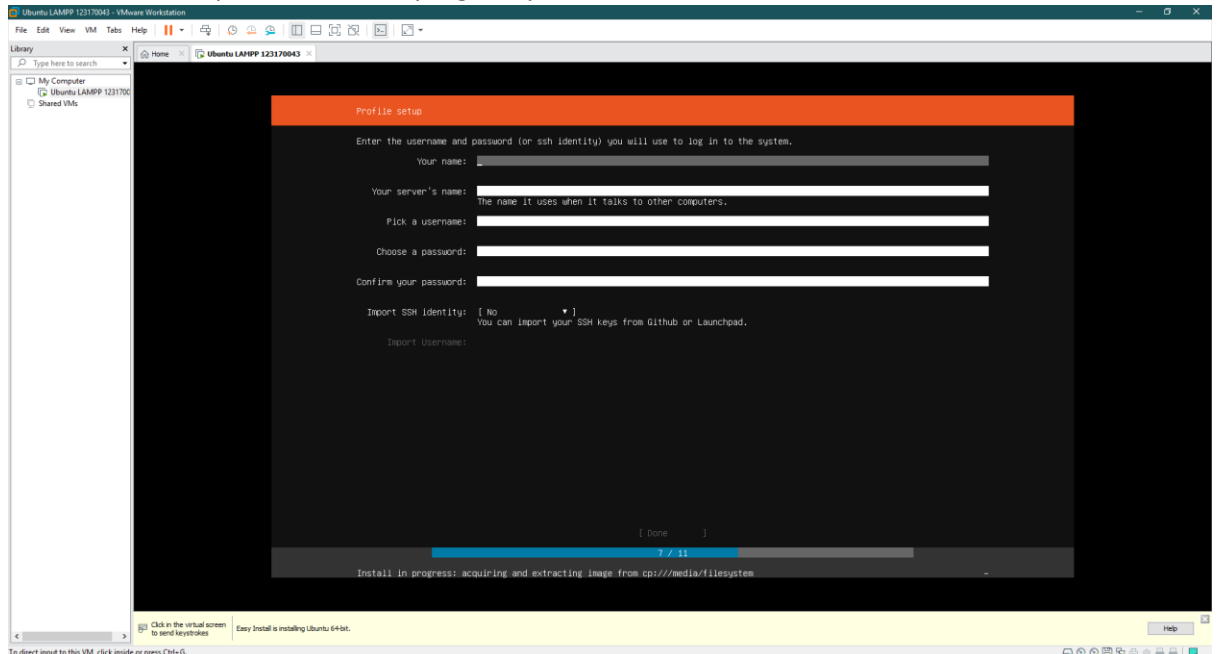 Ubuntu LAMPP 123170043 - VMware Workstation
File Edit View VM Tabs Help
Library
Home
Ubuntu LAMPP 123170043
Type here to search
My Computer
Ubuntu LAMPP 123170
Shared VMs
Profile setup
Enter the username and password (or ssh identity) you will use to log in to the system.
Your name:
Your server's name:
The name it uses when it talks to other computers.
Pick a username:
Choose a password:
Confirm your password:
Import SSH identity: [ No ▼ ]
You can import your SSH keys from Github or Launchpad.
Import Username:
[ Done ]
7 / 11
Install in progress: acquiring and extracting image from cp:///media/filesystem
Click in the virtual screen
to send keystrokes
Easy Install is installing Ubuntu 64-bit.
Help
To direct input to this VM, click inside or press Ctrl+G.